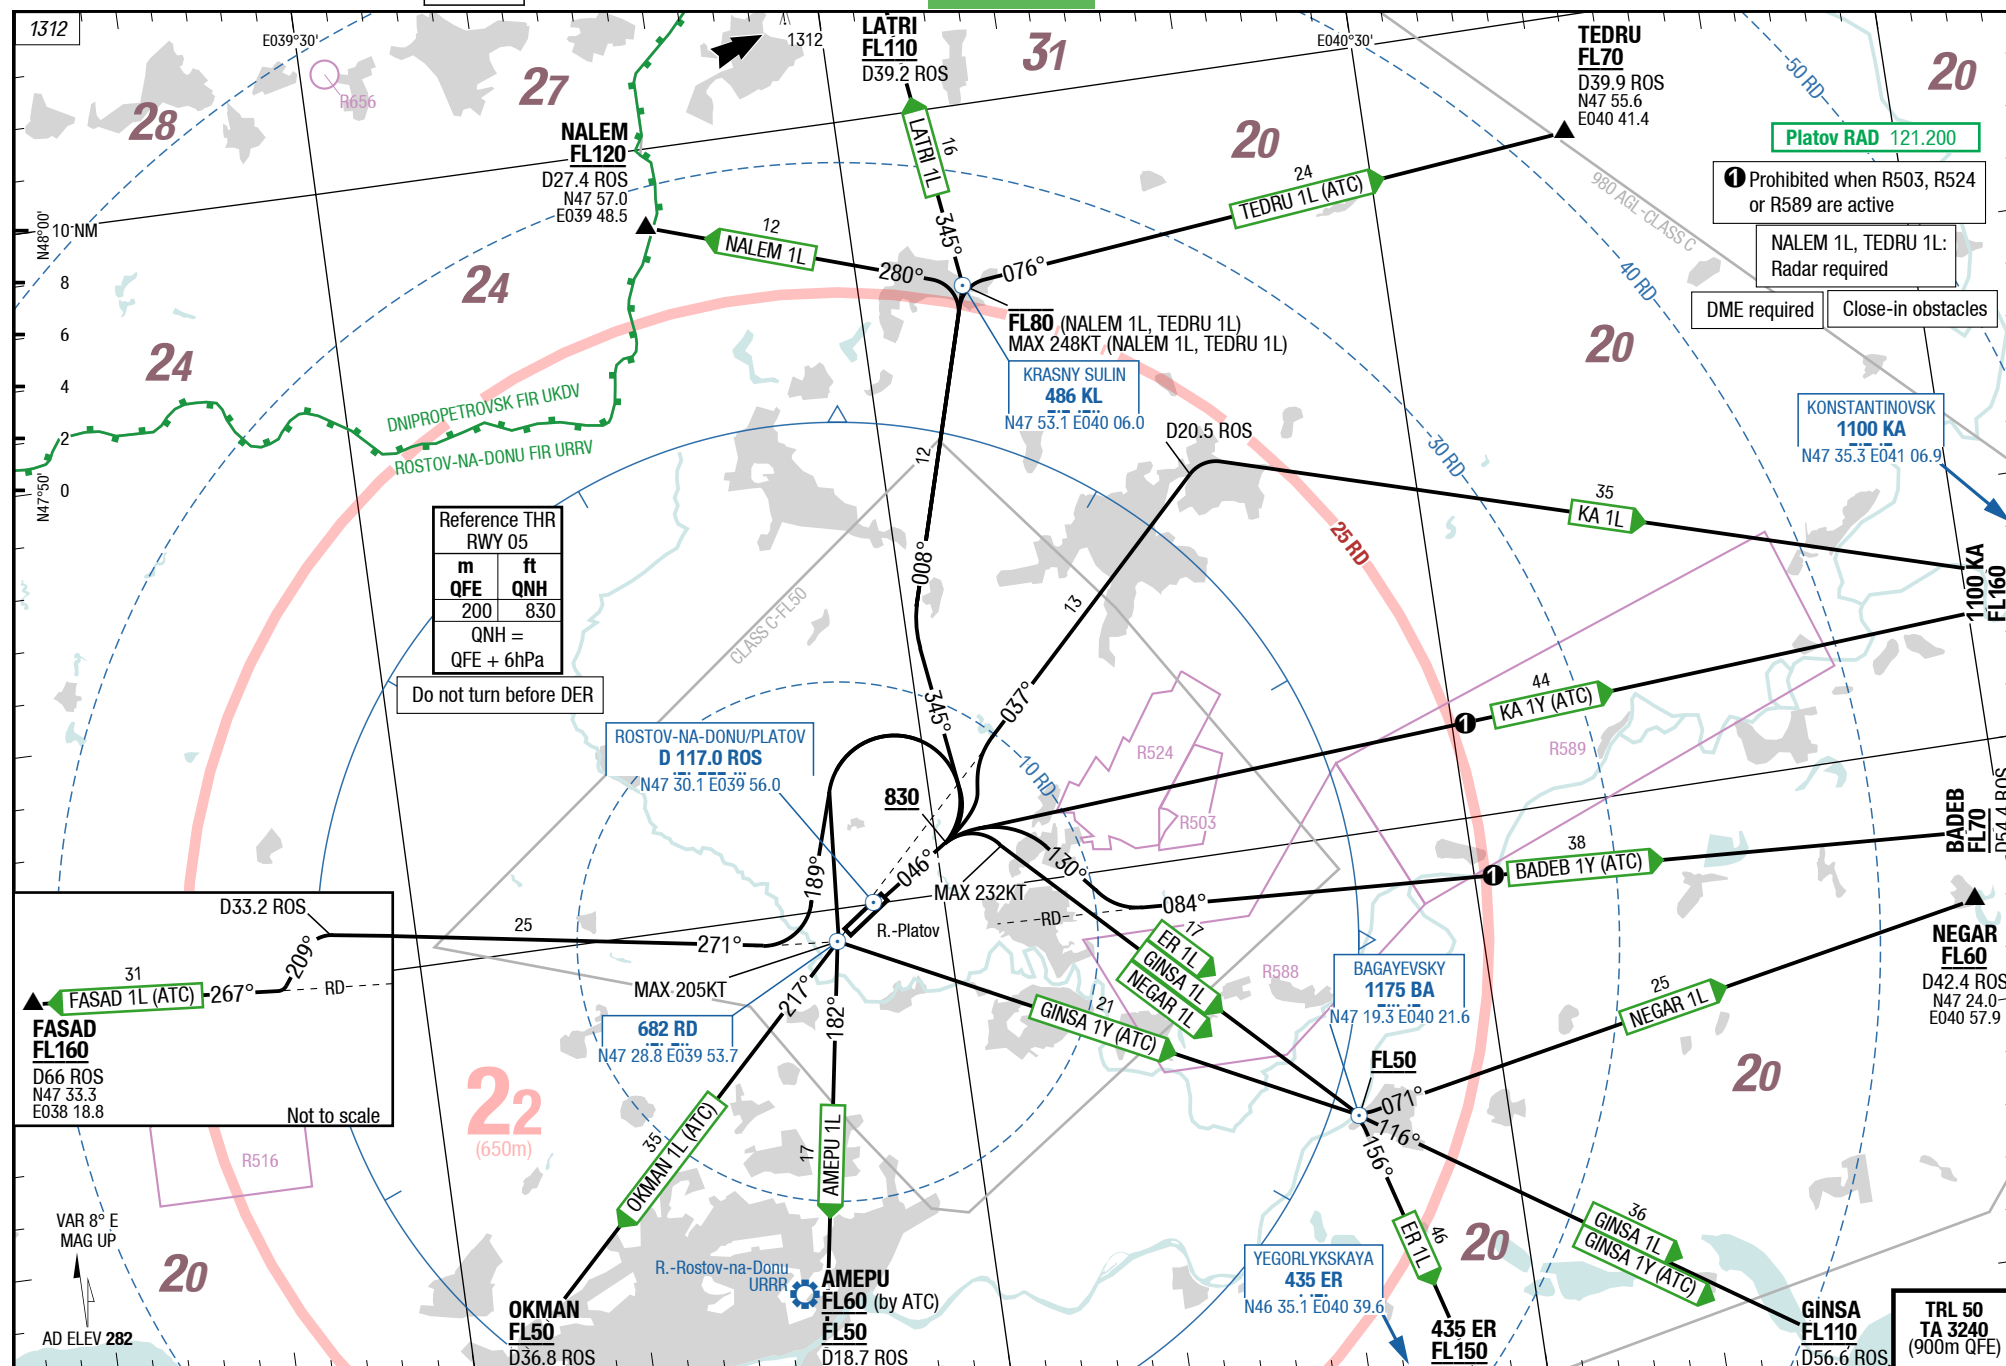 1312
E039°30'
1312
LATRI
FL110
D39.2 ROS
31
E040°30'
TEDRU
FL70
D39.9 ROS
N47 55.6
E040 41.4
50 RD
20
28
R656
27
NALEM
FL120
D27.4 ROS
N47 57.0
E039 48.5
LATRI 1L
16
345°
20
24
TEDRU 1L (ATC)
Platov RAD 121.200
1 Prohibited when R503, R524
or R589 are active
980 AGL-CLASS C
NALEM 1L, TEDRU 1L:
Radar required
DME required
Close-in obstacles
N48°00'
10 NM
8
6
4
2
0
N47°50'
12
NALEM 1L
280°
076°
24
24
FL80 (NALEM 1L, TEDRU 1L)
MAX 248KT (NALEM 1L, TEDRU 1L)
40 RD
20
KRASNY SULIN
486 KL
N47 53.1 E040 06.0
DNIPROPETROVSK FIR UKDV
ROSTOV-NA-DONU FIR URRV
D20.5 ROS
30 RD
KONSTANTINOVSK
1100 KA
N47 35.3 E041 06.9
12
008°
25 RD
35
KA 1L
Reference THR
RWY 05
m ft
QFE QNH
200 830
QNH =
QFE + 6hPa
Do not turn before DER
CLASS C-FL50
13
037°
345°
1100 KA
FL160
44
KA 1Y (ATC)
1
R589
R524
R503
ROSTOV-NA-DONU/PLATOV
D 117.0 ROS
N47 30.1 E039 56.0
10 RD
830
189°
046°
MAX 232KT
130°
RD
084°
1
38
BADEB 1Y (ATC)
BADEB
FL70
D54.4 ROS
R.-Platov
D33.2 ROS
25
271°
209°
31
FASAD 1L (ATC)
267°
RD
FASAD
FL160
D66 ROS
N47 33.3
E038 18.8
Not to scale
MAX 205KT
217°
182°
682 RD
N47 28.8 E039 53.7
17
ER 1L
GINSA 1L
NEGAR 1L
21
GINSA 1Y (ATC)
R588
BAGAYEVSKY
1175 BA
N47 19.3 E040 21.6
FL50
25
NEGAR 1L
NEGAR
FL60
D42.4 ROS
N47 24.0
E040 57.9
071°
116°
156°
20
22
(650m)
35
OKMAN 1L (ATC)
17
AMEPU 1L
R516
VAR 8° E
MAG UP
20
AD ELEV 282
R.-Rostov-na-Donu
URRR
OKMAN
FL50
D36.8 ROS
AMEPU
FL60 (by ATC)
FL50
D18.7 ROS
YEGORLYKSKAYA
435 ER
N46 35.1 E040 39.6
46
ER 1L
20
36
GINSA 1L
GINSA 1Y (ATC)
435 ER
FL150
GINSA
FL110
D56.6 ROS
TRL 50
TA 3240
(900m QFE)